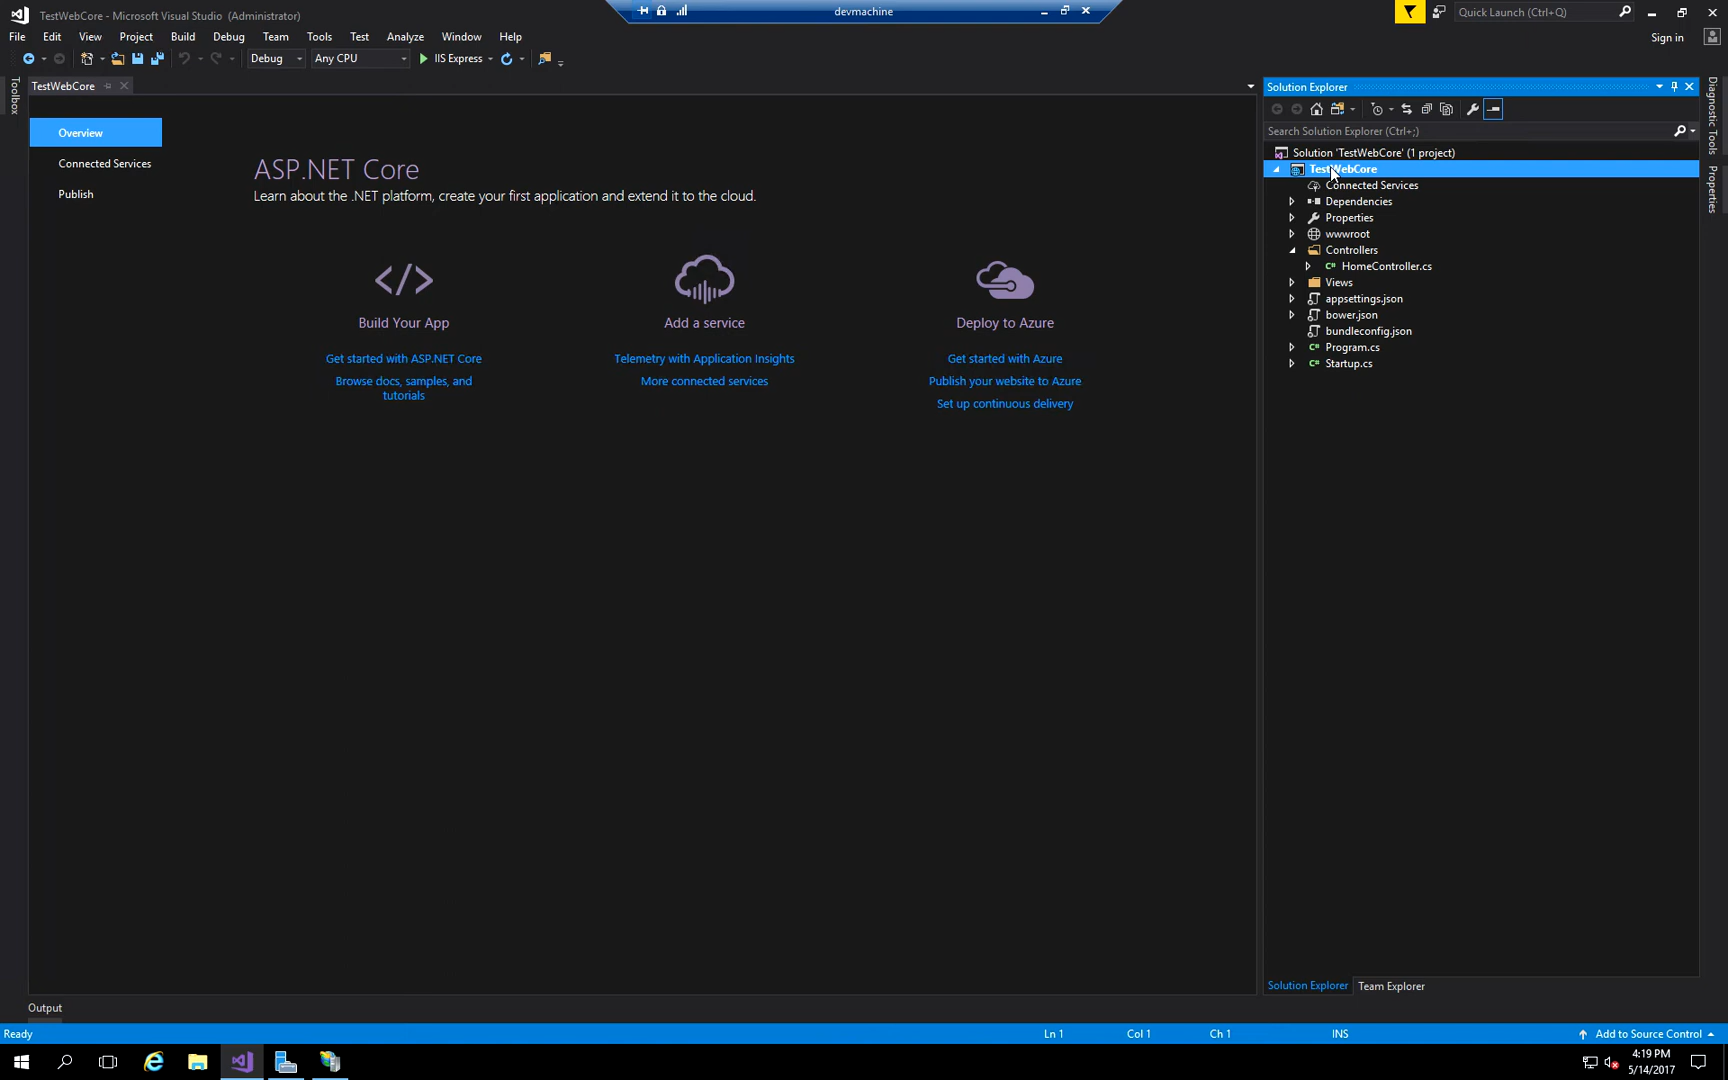 TestWebCore - Microsoft Visual Studio (Administrator)
devmachine
Quick Launch (Ctrl+Q)
File Edit View Project Build Debug Team Tools Test Analyze Window Help
Sign in
Debug Any CPU IIS Express
Toolbox
TestWebCore
Overview
Connected Services
Publish
ASP.NET Core
Learn about the .NET platform, create your first application and extend it to the cloud.
Build Your App
Get started with ASP.NET Core
Browse docs, samples, and
tutorials
Add a service
Telemetry with Application Insights
More connected services
Deploy to Azure
Get started with Azure
Publish your website to Azure
Set up continuous delivery
Solution Explorer
Search Solution Explorer (Ctrl+;)
Solution 'TestWebCore' (1 project)
TestWebCore
Connected Services
Dependencies
Properties
wwwroot
Controllers
C# HomeController.cs
Views
appsettings.json
bower.json
bundleconfig.json
C# Program.cs
C# Startup.cs
Solution Explorer Team Explorer
Diagnostic Tools
Properties
Output
Ready Ln 1 Col 1 Ch 1 INS Add to Source Control
4:19 PM
5/14/2017